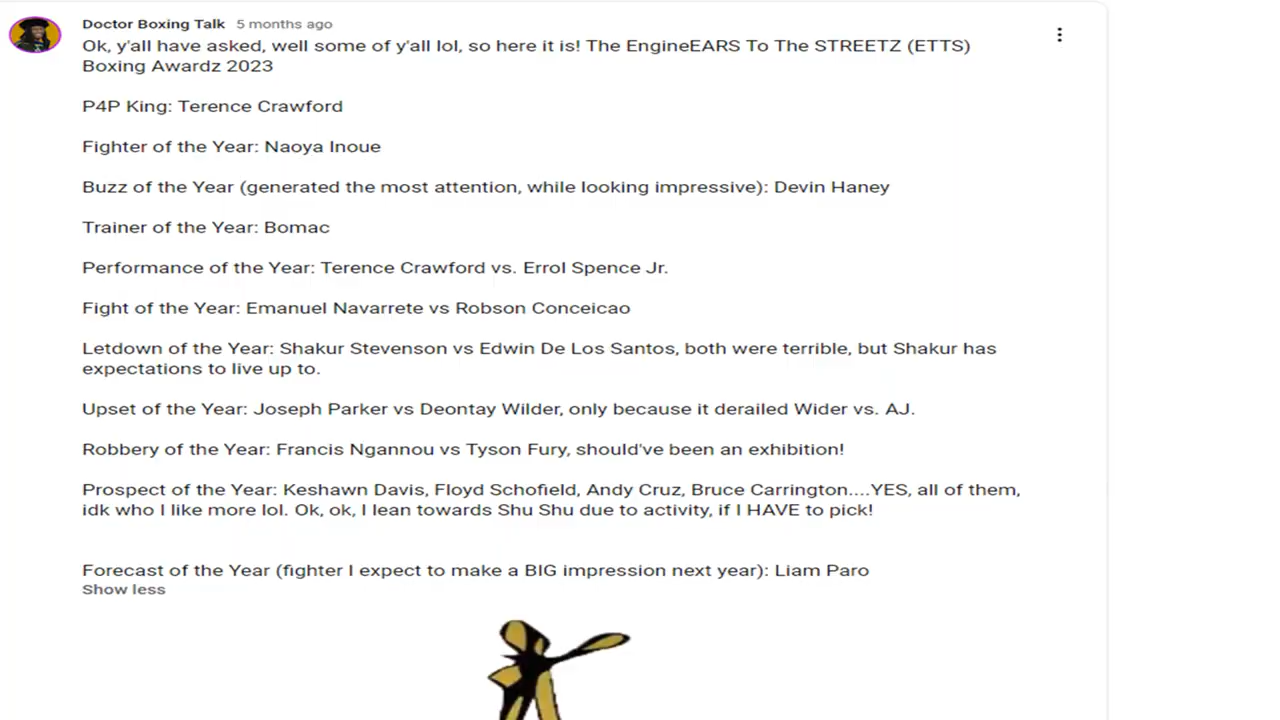 Doctor Boxing Talk 5 months ago
Ok, y'all have asked, well some of y'all lol, so here it is! The EngineEARS To The STREETZ (ETTS)
Boxing Awardz 2023
P4P King: Terence Crawford
Fighter of the Year: Naoya Inoue
Buzz of the Year (generated the most attention, while looking impressive): Devin Haney
Trainer of the Year: Bomac
Performance of the Year: Terence Crawford vs. Errol Spence Jr.
Fight of the Year: Emanuel Navarrete vs Robson Conceicao
Letdown of the Year: Shakur Stevenson vs Edwin De Los Santos, both were terrible, but Shakur has
expectations to live up to.
Upset of the Year: Joseph Parker vs Deontay Wilder, only because it derailed Wider vs. AJ.
Robbery of the Year: Francis Ngannou vs Tyson Fury, should've been an exhibition!
Prospect of the Year: Keshawn Davis, Floyd Schofield, Andy Cruz, Bruce Carrington....YES, all of them,
idk who I like more lol. Ok, ok, I lean towards Shu Shu due to activity, if I HAVE to pick!
Forecast of the Year (fighter I expect to make a BIG impression next year): Liam Paro
Show less